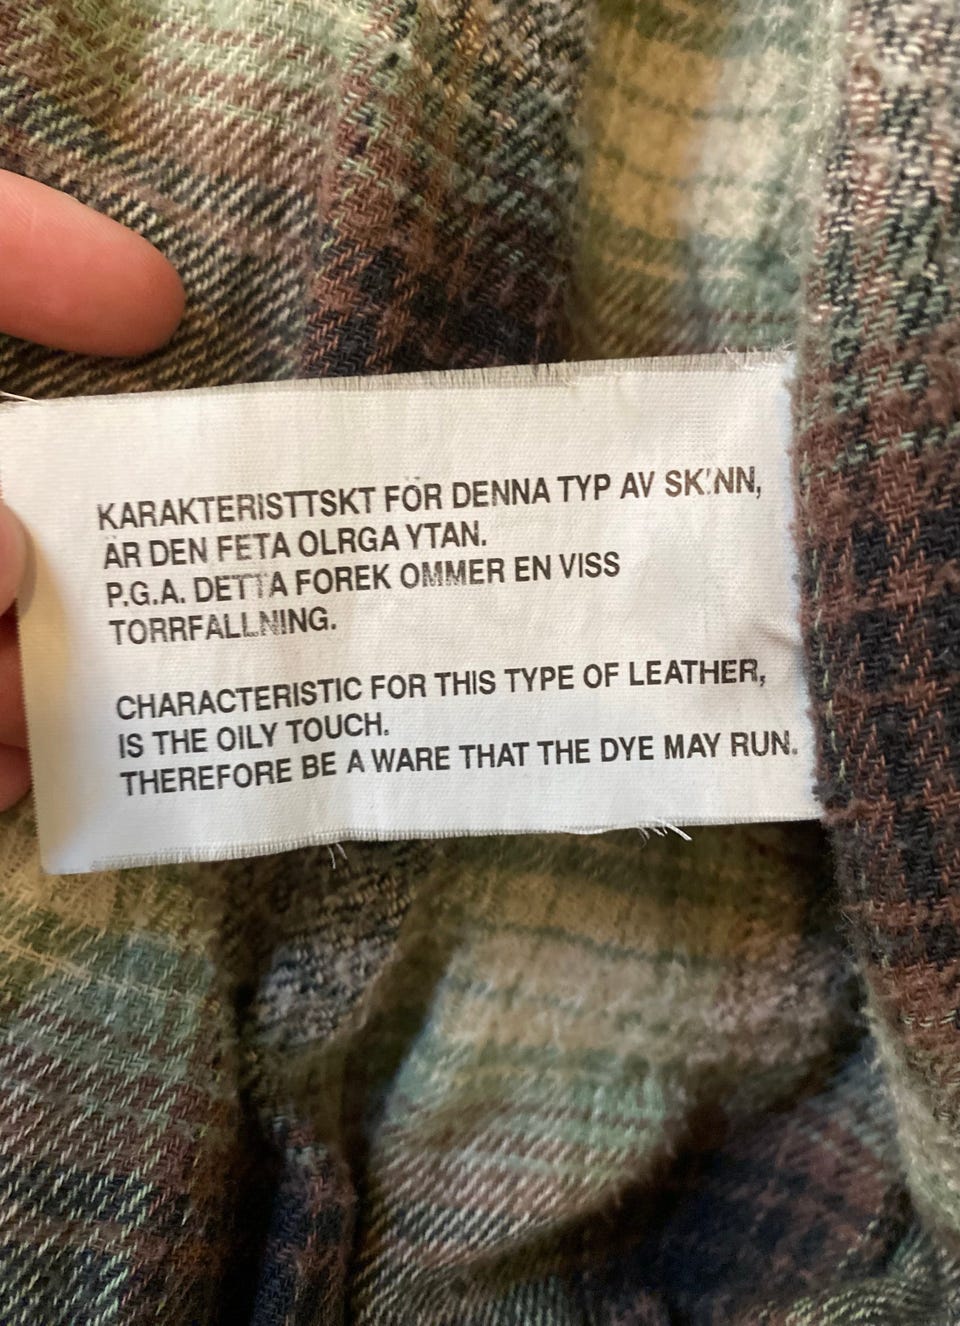 KARAKTERISTTSKT FÖR DENNA TYP AV SK'NN,
AR DEN FETA OLRGA YTAN.
P.G.A. DETTA FOREK OMMER EN VISS
TORRFALLNING.
CHARACTERISTIC FOR THIS TYPE OF LEATHER,
IS THE OILY TOUCH.
THEREFORE BE A WARE THAT THE DYE MAY RUN.